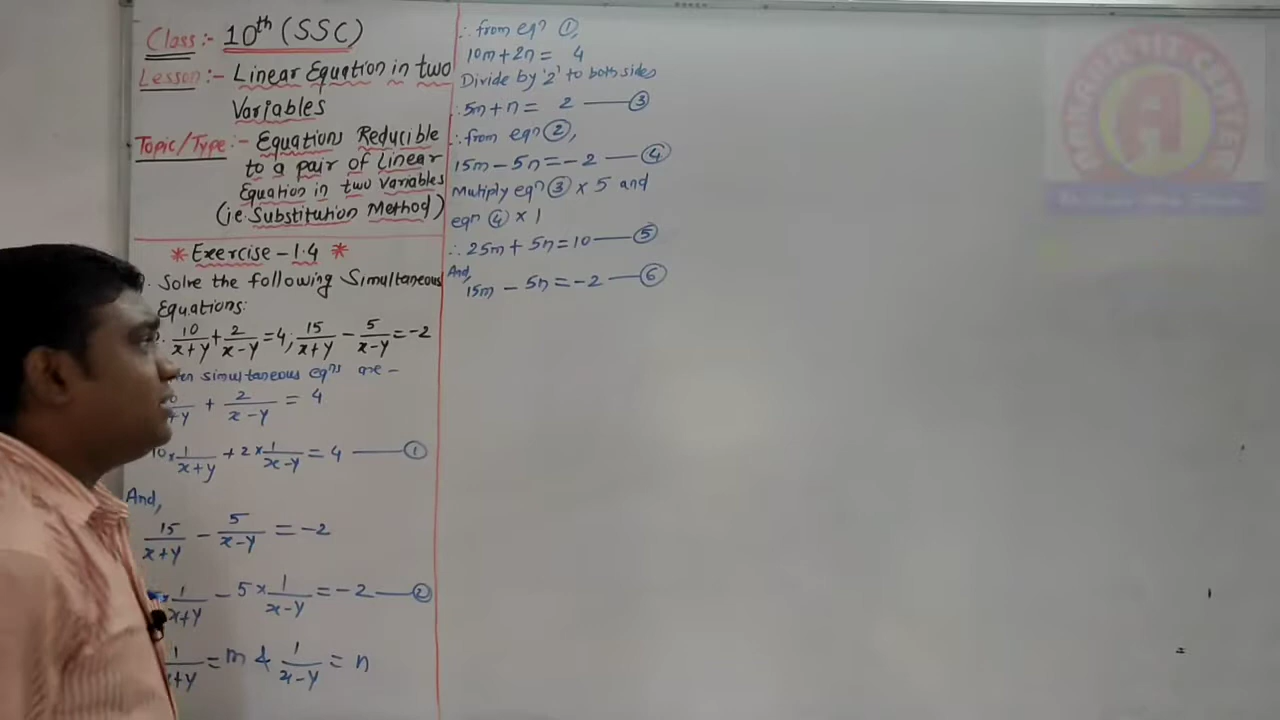 Class:- 10th (SSC)
Lesson:- Linear Equation in two
Variables
Topic/Type:- Equations Reducible
to a pair of Linear
Equation in two Variables
(i.e. Substitution Method)
* Exercise - 1.4 *
. Solve the following Simultaneous
Equations:
). 10/(x+y) + 2/(x-y) = 4; 15/(x+y) - 5/(x-y) = -2
simultaneous eqns are -
+ 2/(x-y) = 4
10 × 1/(x+y) + 2 × 1/(x-y) = 4 —— ①
And,
15/(x+y) - 5/(x-y) = -2
× 1/(x+y) - 5 × 1/(x-y) = -2 —— ②
1/(x+y) = m & 1/(x-y) = n
∴ from eqn ①,
10m + 2n = 4
Divide by '2' to both sides
∴ 5m + n = 2 —— ③
∴ from eqn ②,
15m - 5n = -2 —— ④
Mutiply eqn ③ × 5 and
eqn ④ × 1
∴ 25m + 5n = 10 —— ⑤
And,
15m - 5n = -2 —— ⑥
A